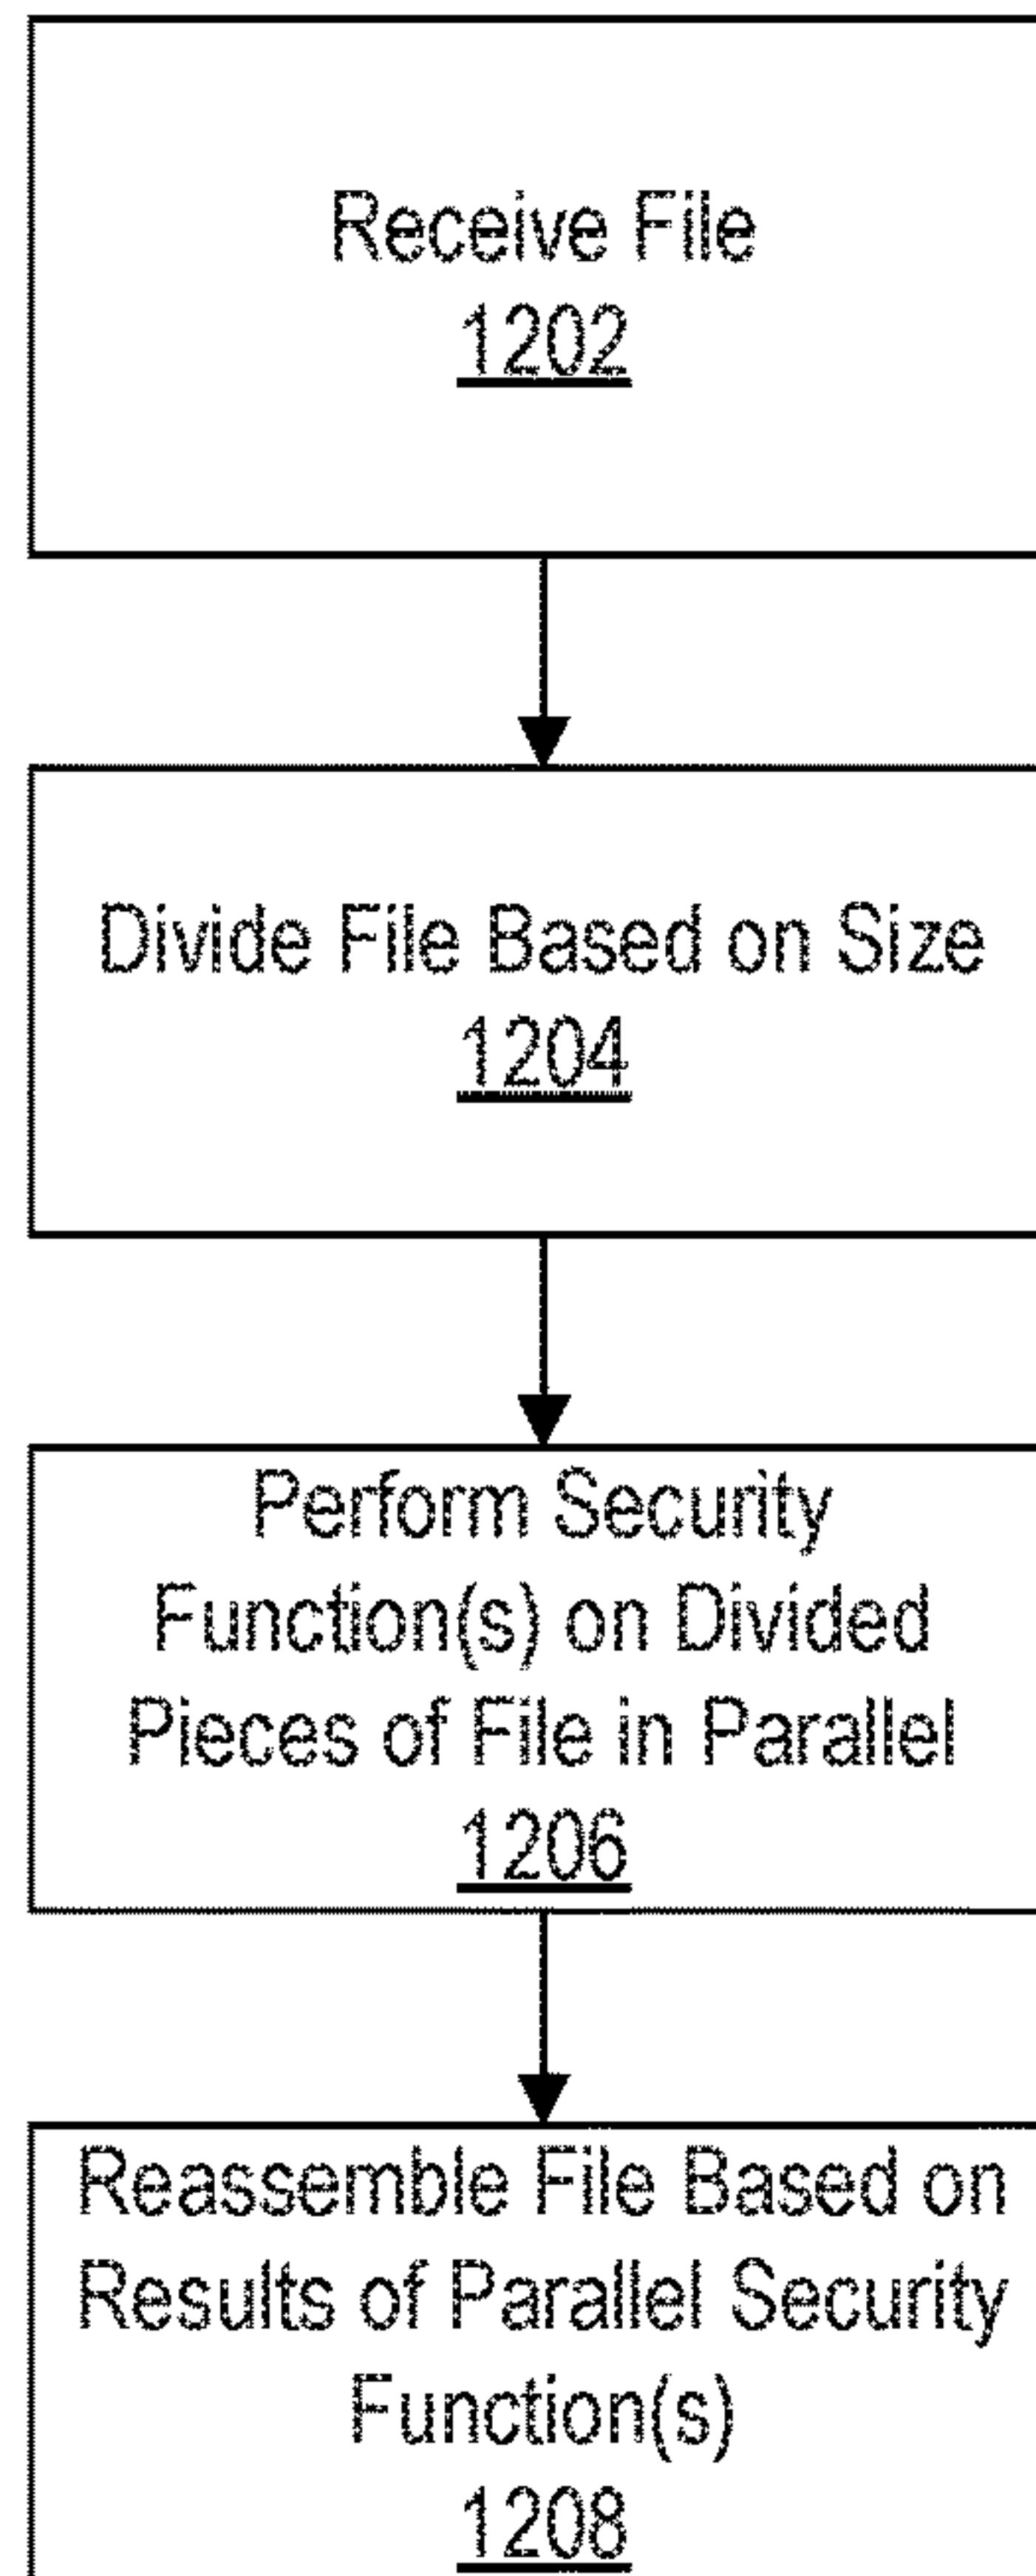 Receive File
1202
Divide File Based on Size
1204
Perform Security
Function(s) on Divided
Pieces of File in Parallel
1206
Reassemble File Based on
Results of Parallel Security
Function(s)
1208